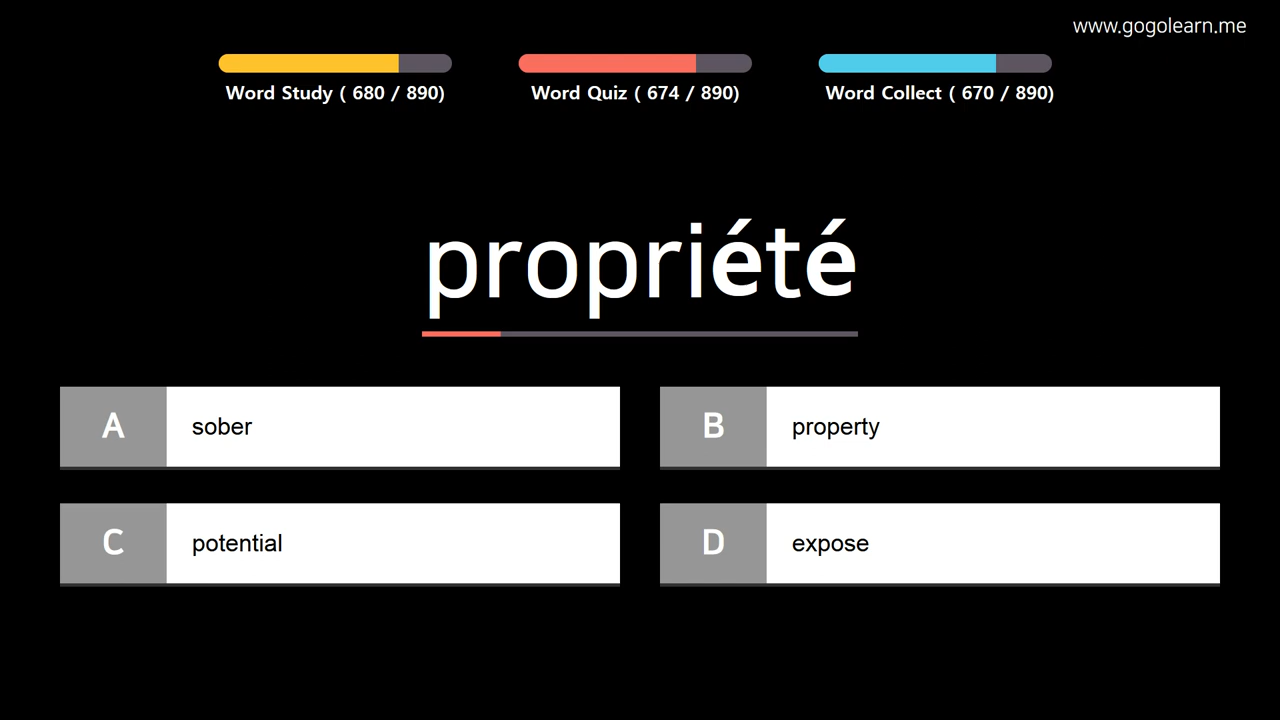 www.gogolearn.me
Word Study ( 680 / 890)
Word Quiz ( 674 / 890)
Word Collect ( 670 / 890)
propriété
A sober
B property
C potential
D expose